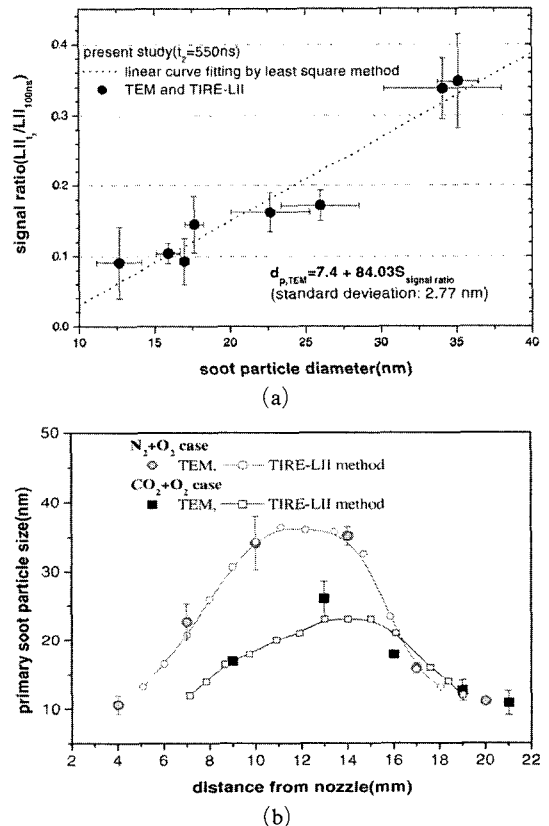 0.4
0.3
0.2
0.1
0.0
signal ratio(LII_t₂/LII_100ns)
present study(t₂=550ns)
linear curve fitting by least square method
TEM and TIRE-LII
d_p,TEM=7.4 + 84.03S_signal ratio
(standard devieation: 2.77 nm)
10 15 20 25 30 35 40
soot particle diameter(nm)
(a)
50
40
30
20
10
primary soot particle size(nm)
N₂+O₂ case
TEM, TIRE-LII method
CO₂+O₂ case
TEM, TIRE-LII method
2 4 6 8 10 12 14 16 18 20 22
distance from nozzle(mm)
(b)